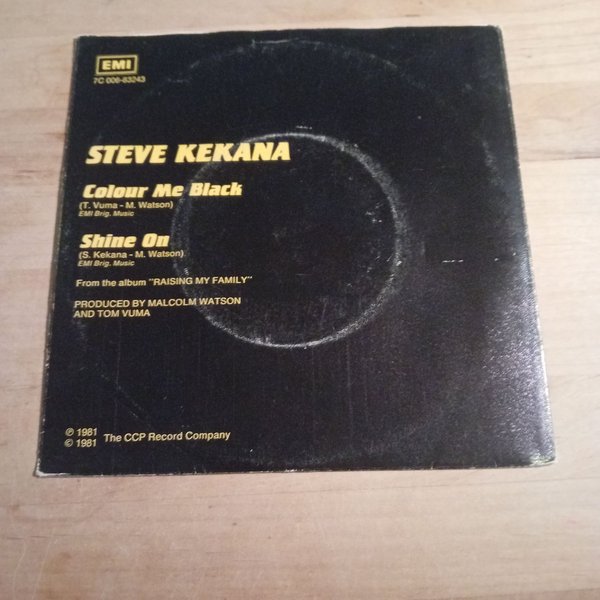 EMI
7C 006-83243
STEVE KEKANA
Colour Me Black
(T. Vuma - M. Watson)
EMI Brig. Music
Shine On
(S. Kekana - M. Watson)
EMI Brig. Music
From the album "RAISING MY FAMILY"
PRODUCED BY MALCOLM WATSON
AND TOM VUMA
℗ 1981
© 1981 The CCP Record Company